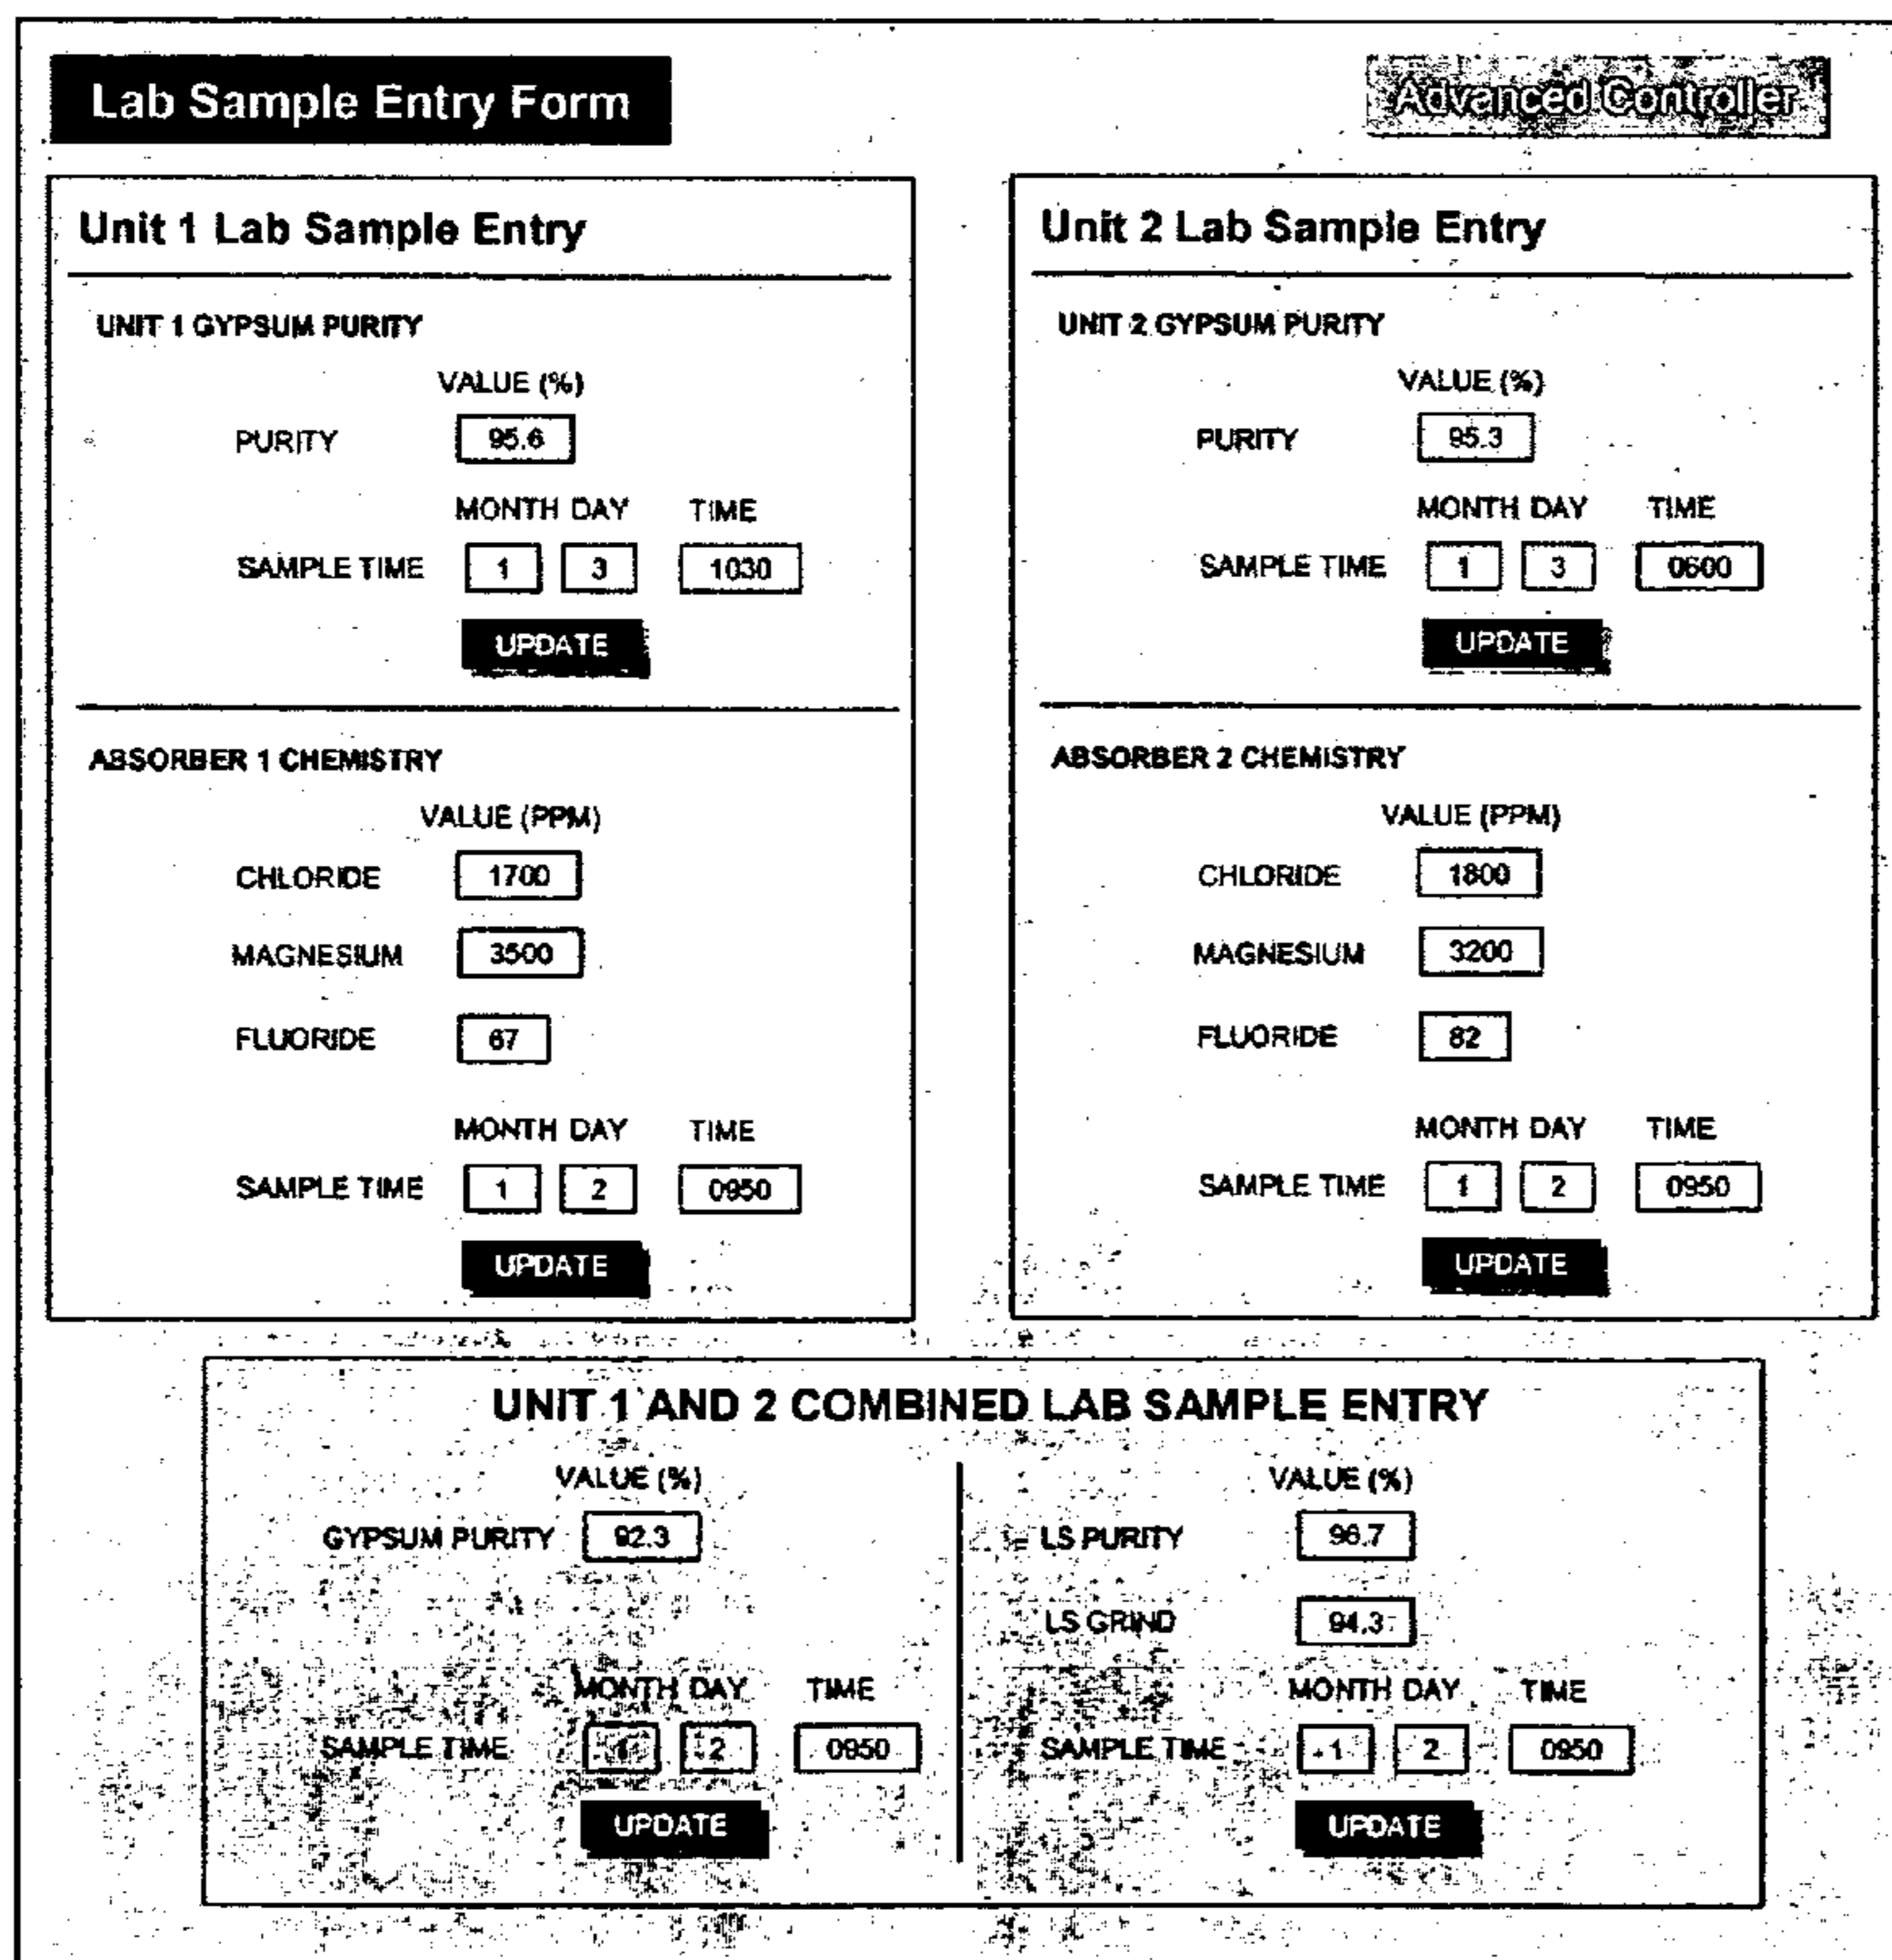 Lab Sample Entry Form
Advanced Controller
Unit 1 Lab Sample Entry
UNIT 1 GYPSUM PURITY
VALUE (%)
PURITY 95.6
MONTH DAY TIME
SAMPLE TIME 1 3 1030
UPDATE
ABSORBER 1 CHEMISTRY
VALUE (PPM)
CHLORIDE 1700
MAGNESIUM 3500
FLUORIDE 67
MONTH DAY TIME
SAMPLE TIME 1 2 0950
UPDATE
Unit 2 Lab Sample Entry
UNIT 2 GYPSUM PURITY
VALUE (%)
PURITY 95.3
MONTH DAY TIME
SAMPLE TIME 1 3 0600
UPDATE
ABSORBER 2 CHEMISTRY
VALUE (PPM)
CHLORIDE 1800
MAGNESIUM 3200
FLUORIDE 82
MONTH DAY TIME
SAMPLE TIME 1 2 0950
UPDATE
UNIT 1 AND 2 COMBINED LAB SAMPLE ENTRY
VALUE (%)
GYPSUM PURITY 92.3
MONTH DAY TIME
SAMPLE TIME 1 2 0950
UPDATE
VALUE (%)
LS PURITY 96.7
LS GRIND 94.3
MONTH DAY TIME
SAMPLE TIME 1 2 0950
UPDATE